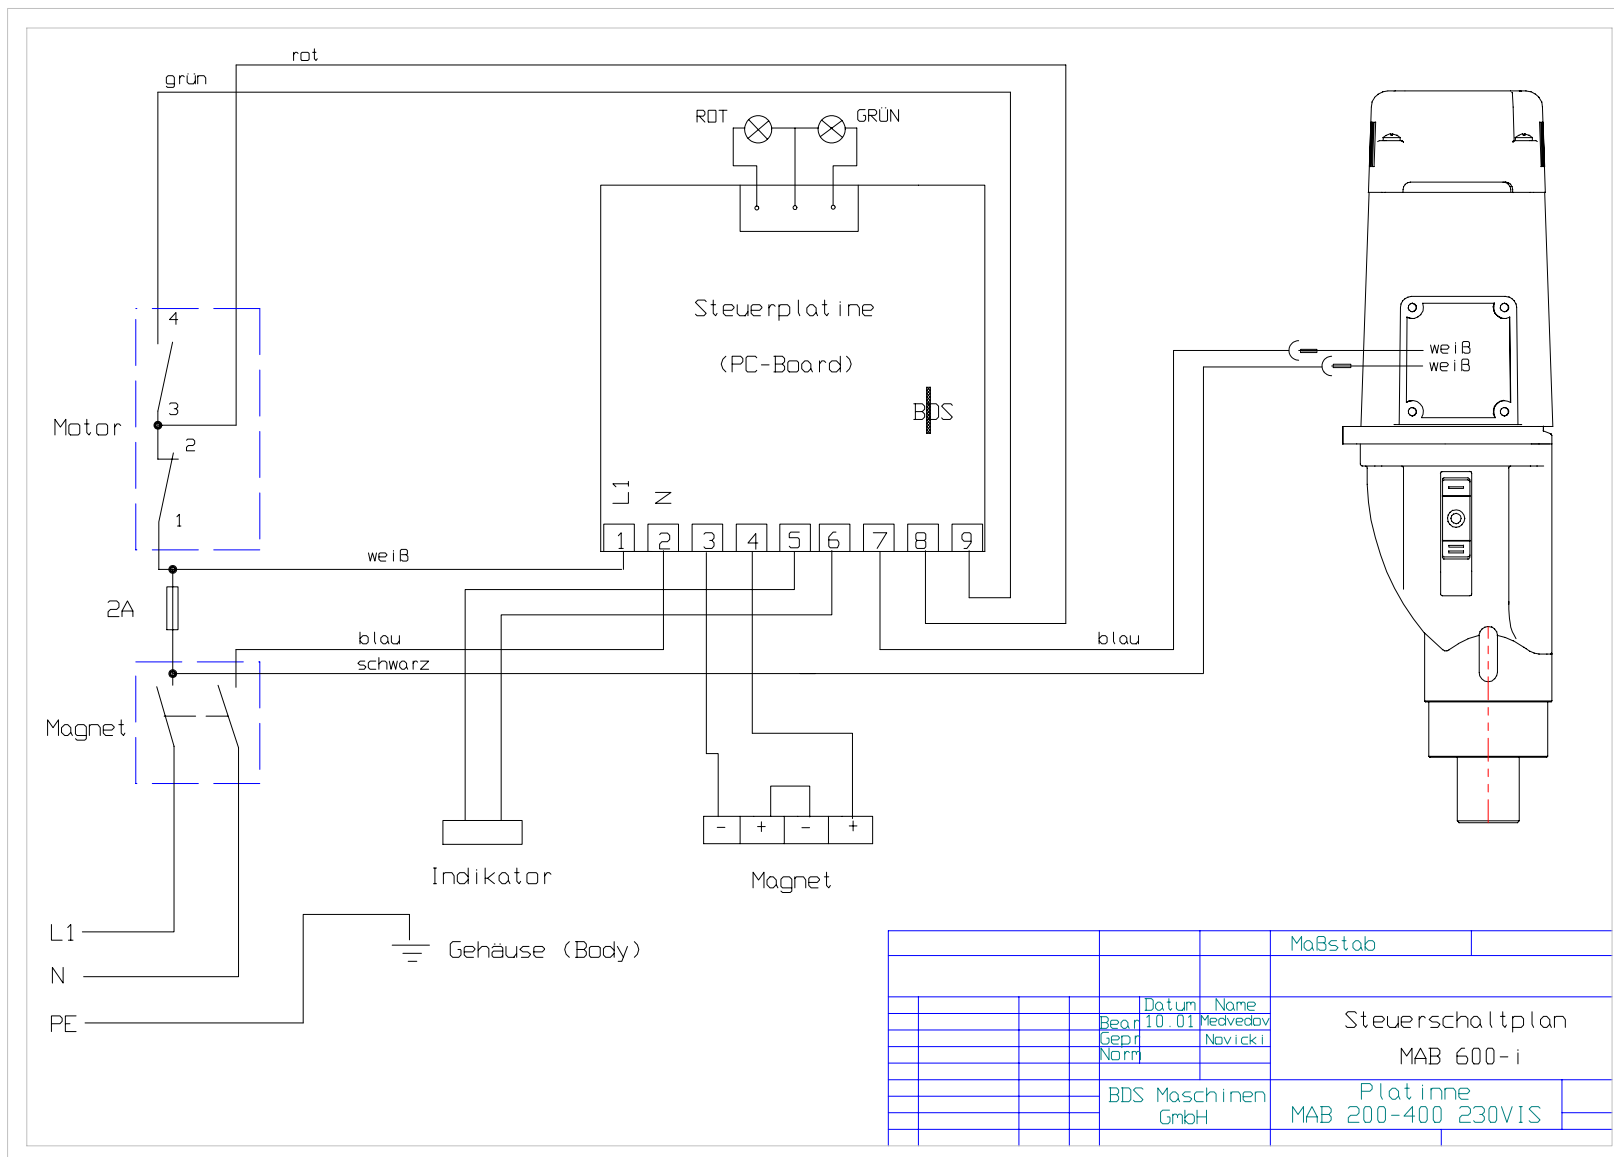 rot
grün
ROT
GRÜN
Steuerplatine
(PC-Board)
BDS
L1
N
1
2
3
4
5
6
7
8
9
4
3
2
1
Motor
weiß
weiß
weiß
2A
blau
schwarz
blau
Magnet
- + - +
Indikator
Magnet
L1
N
PE
Gehäuse (Body)
Maßstab
Datum Name
Bear 10.01 Medvedov
Gepr Novicki
Norm
Steuerschaltplan
MAB 600-i
BDS Maschinen
GmbH
Platinne
MAB 200-400 230VIS